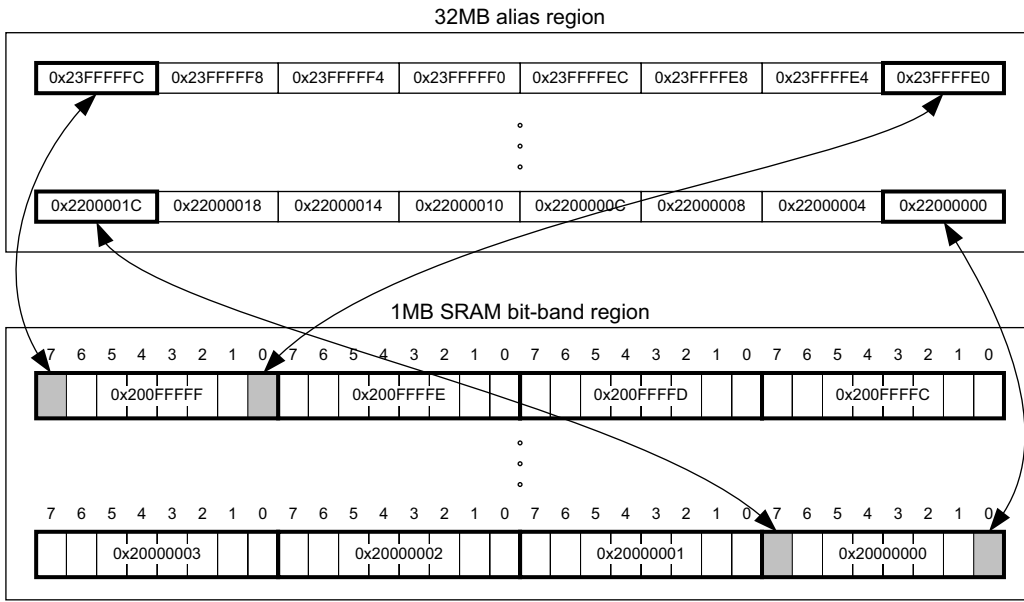 32MB alias region
0x23FFFFFC 0x23FFFFF8 0x23FFFFF4 0x23FFFFF0 0x23FFFFEC 0x23FFFFE8 0x23FFFFE4 0x23FFFFE0
0x2200001C 0x22000018 0x22000014 0x22000010 0x2200000C 0x22000008 0x22000004 0x22000000
1MB SRAM bit-band region
7 6 5 4 3 2 1 0 7 6 5 4 3 2 1 0 7 6 5 4 3 2 1 0 7 6 5 4 3 2 1 0
0x200FFFFF 0x200FFFFE 0x200FFFFD 0x200FFFFC
7 6 5 4 3 2 1 0 7 6 5 4 3 2 1 0 7 6 5 4 3 2 1 0 7 6 5 4 3 2 1 0
0x20000003 0x20000002 0x20000001 0x20000000